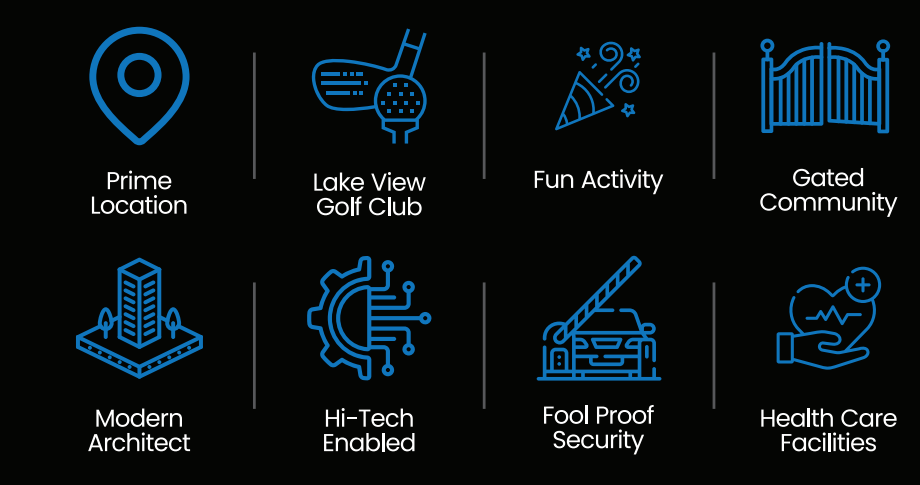 Prime
Location
Lake View
Golf Club
Fun Activity
Gated
Community
Modern
Architect
Hi-Tech
Enabled
Fool Proof
Security
Health Care
Facilities